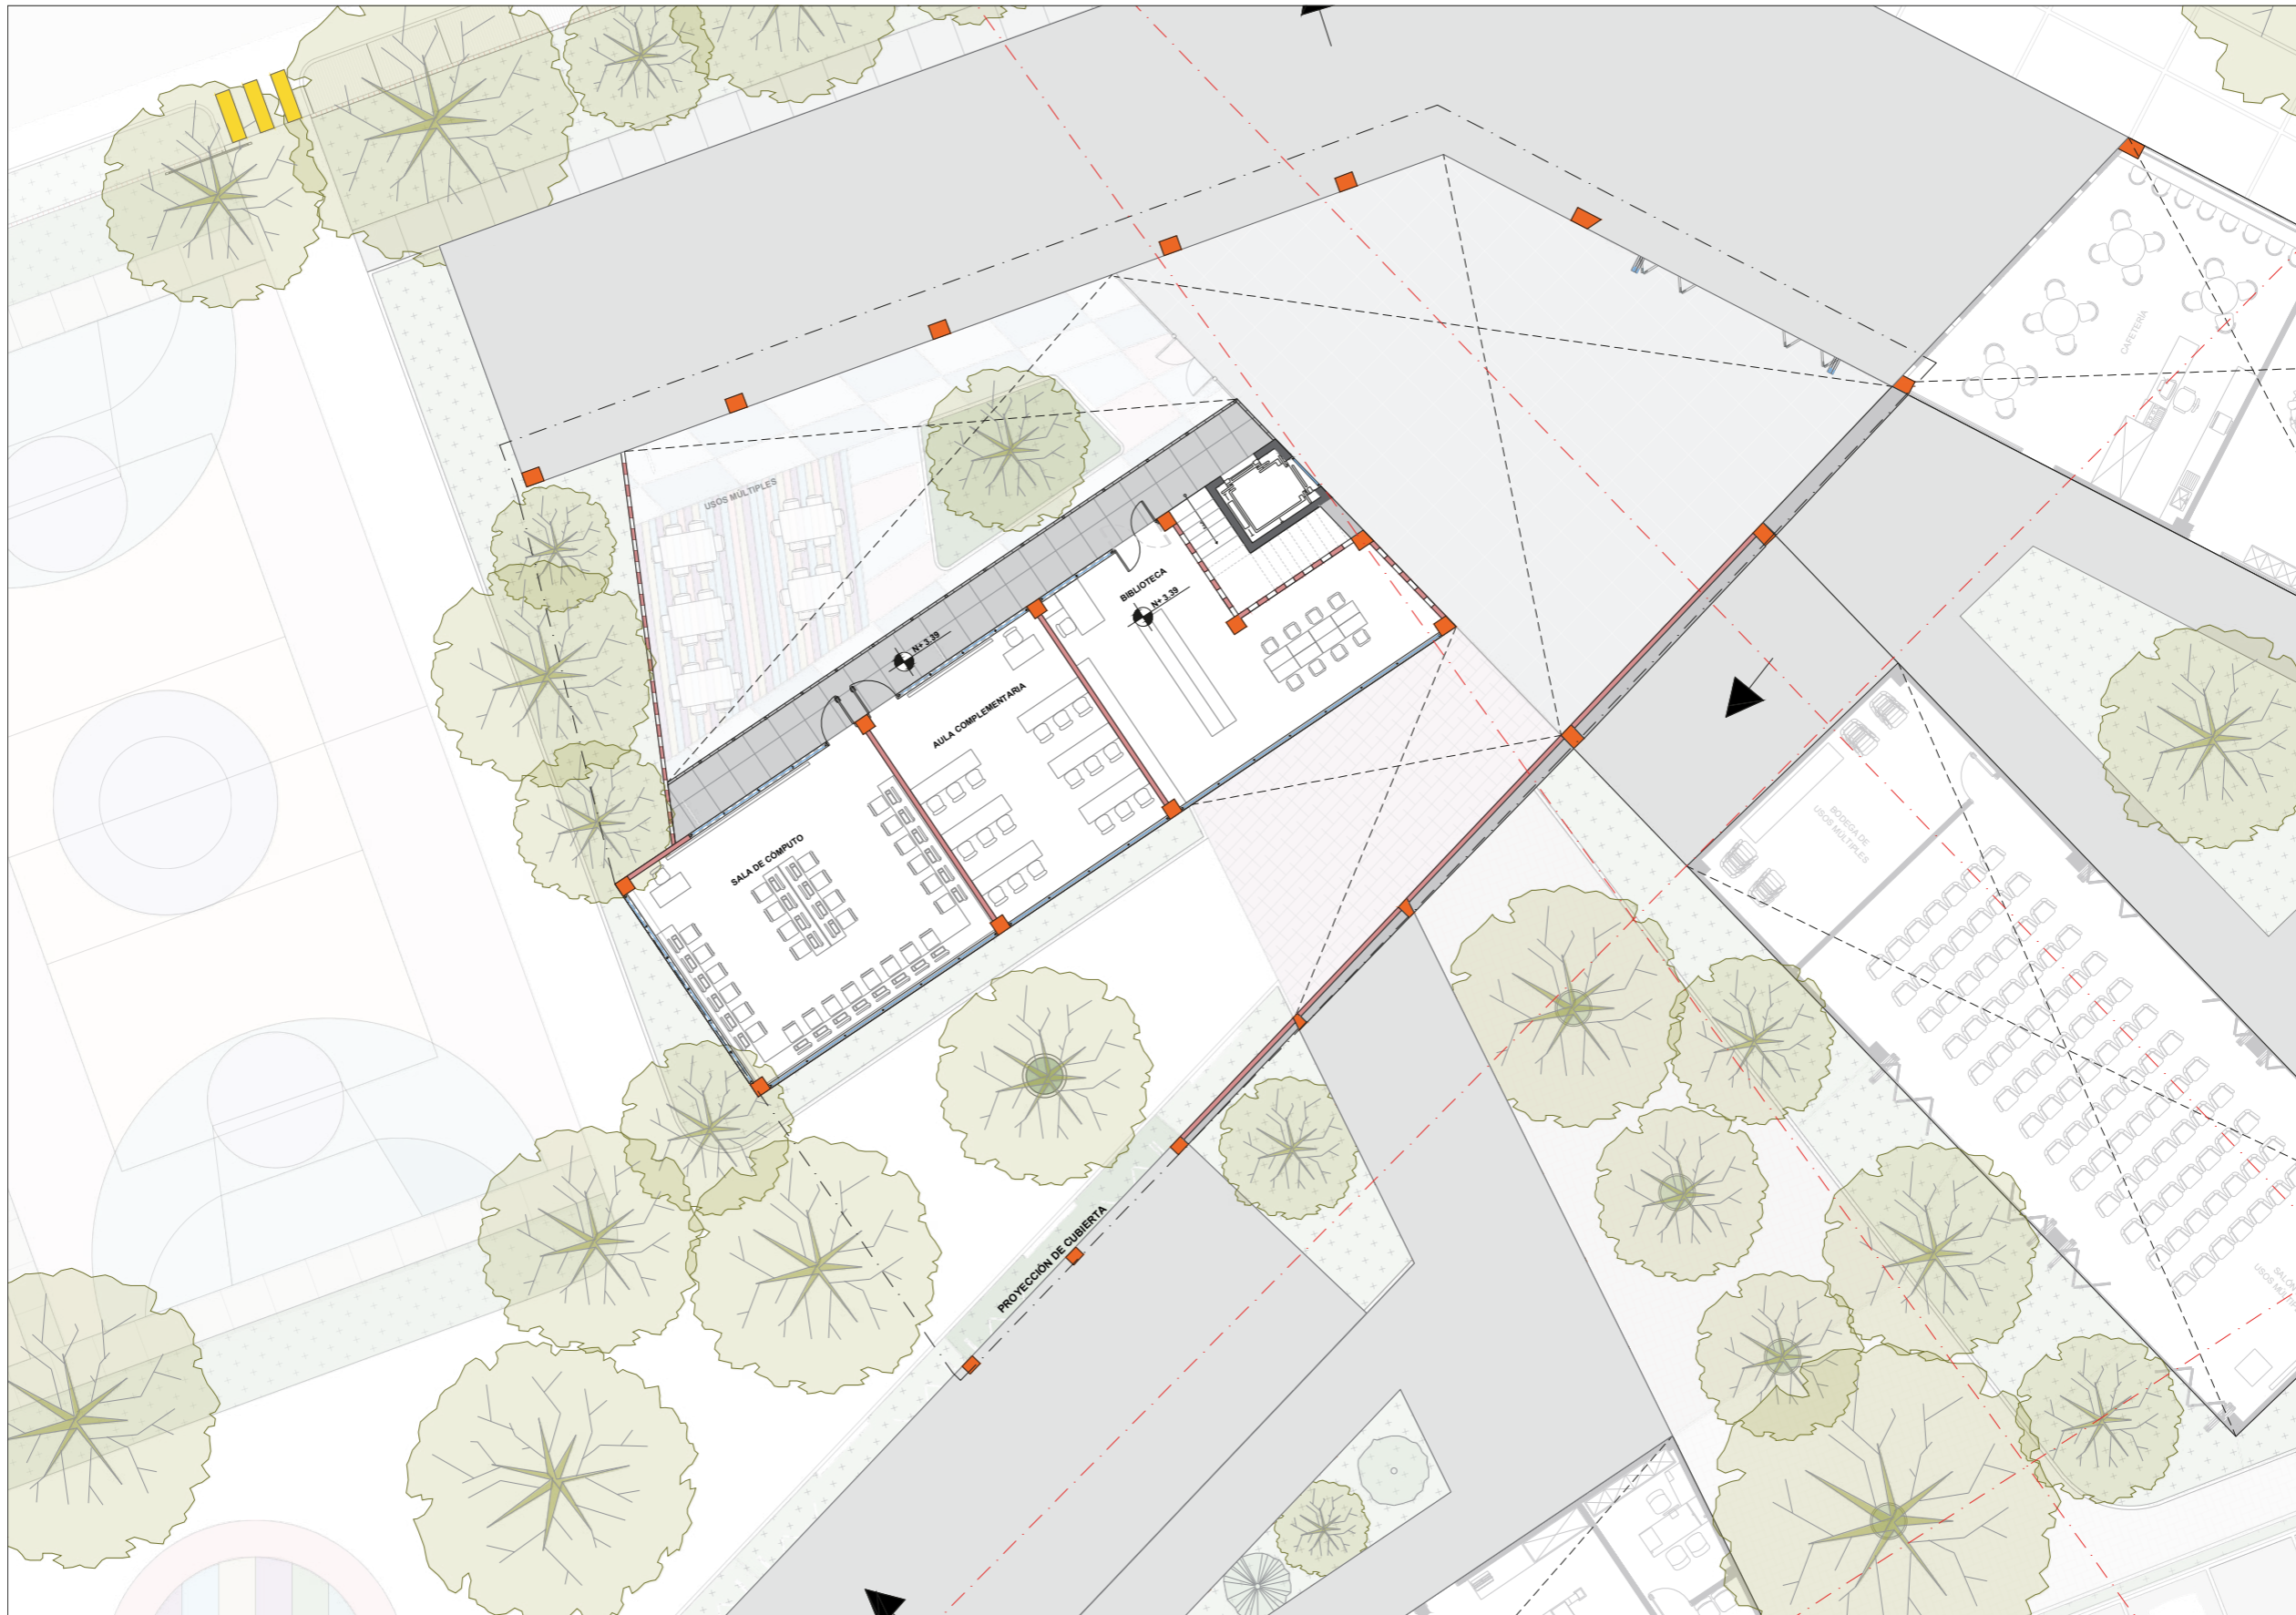 CAFETERÍA
USOS MÚLTIPLES
BIBLIOTECA
N+ 3.39
N+ 3.39
AULA COMPLEMENTARIA
SALA DE CÓMPUTO
BODEGA DE
USOS MÚLTIPLES
PROYECCIÓN DE CUBIERTA